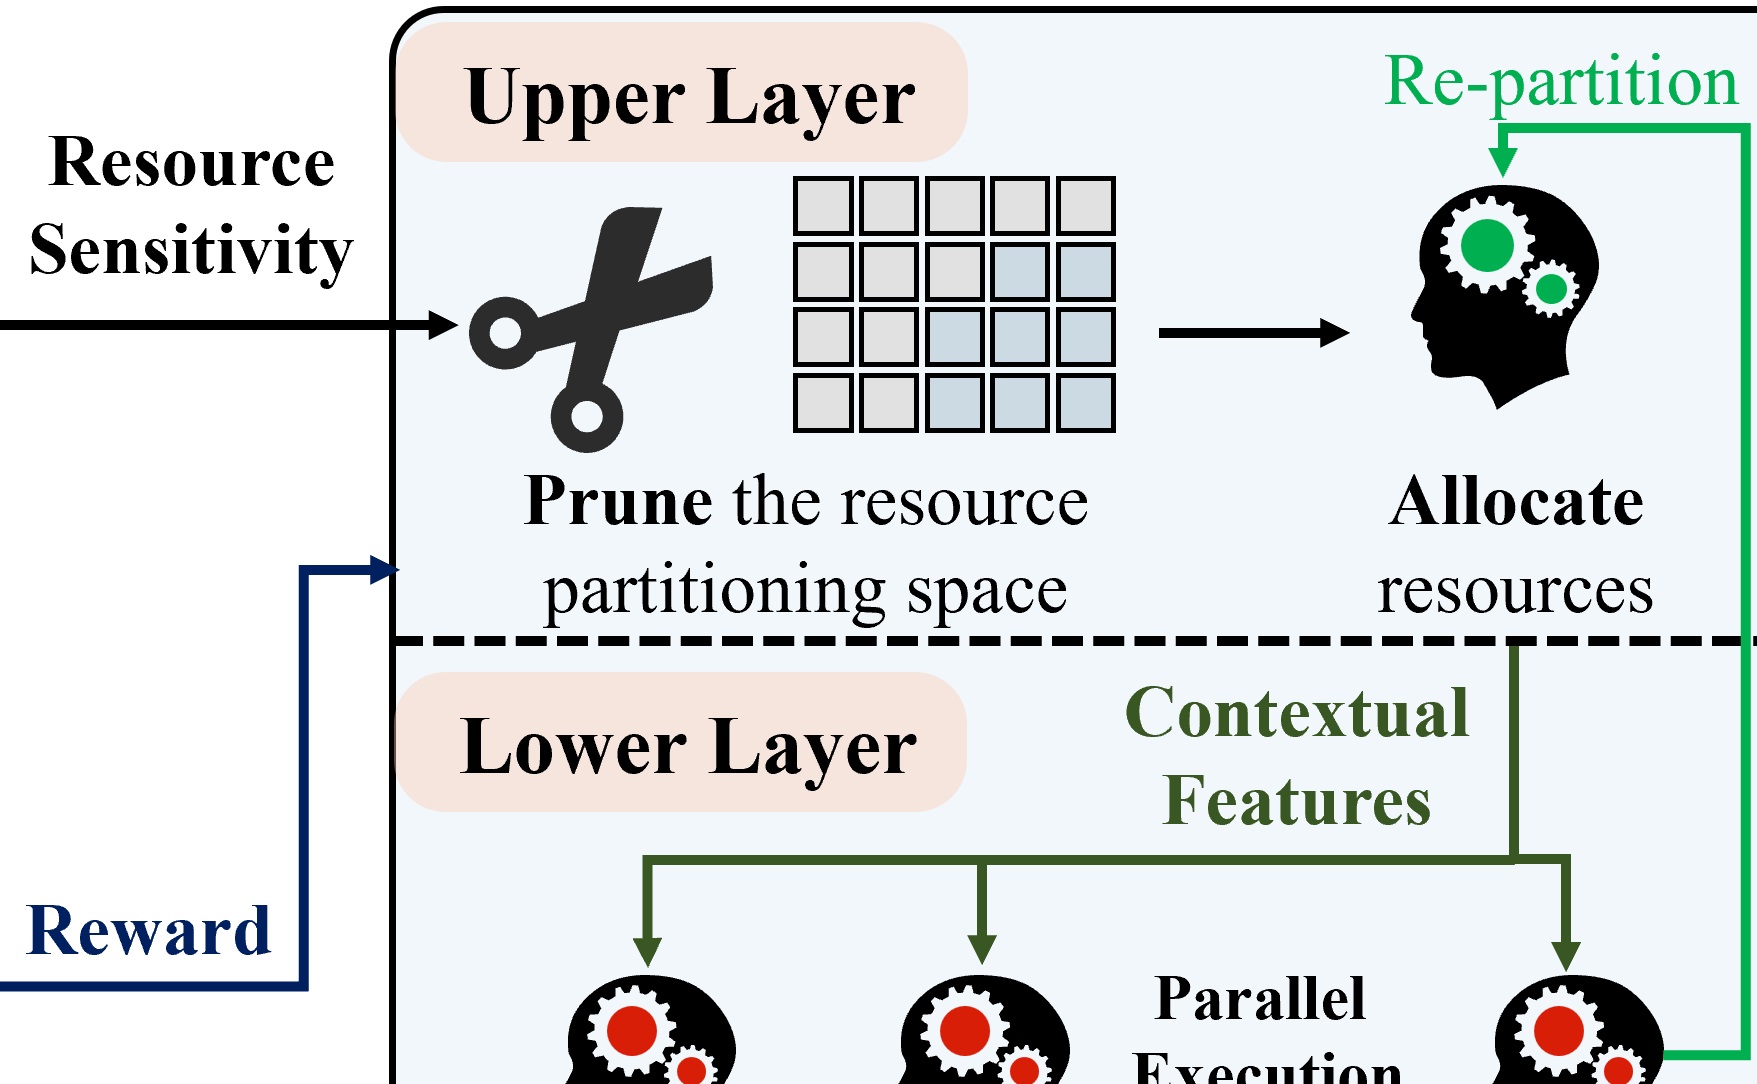 Upper Layer
Re-partition
Resource
Sensitivity
Prune the resource
partitioning space
Allocate
resources
Lower Layer
Contextual
Features
Reward
Parallel
Execution